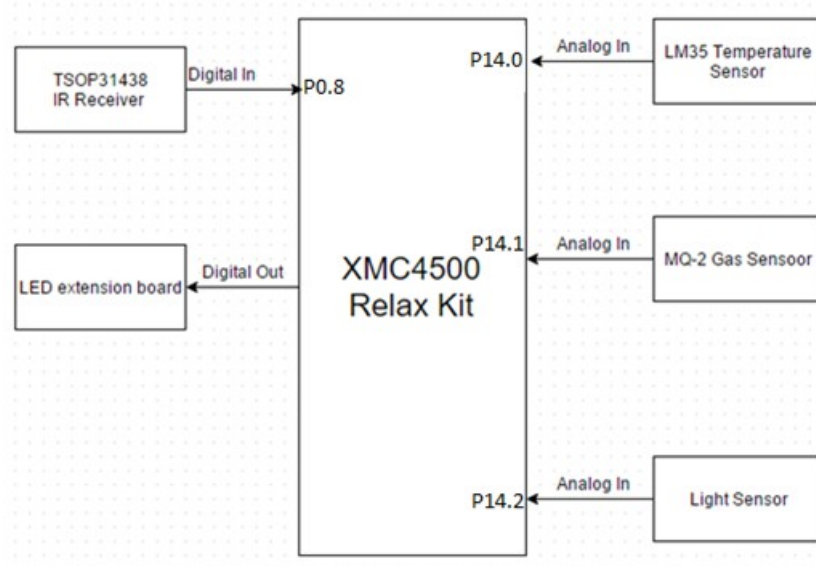 TSOP31438
IR Receiver
Digital In
P0.8
LED extension board
Digital Out
XMC4500
Relax Kit
P14.0
Analog In
LM35 Temperature
Sensor
P14.1
Analog In
MQ-2 Gas Sensoor
P14.2
Analog In
Light Sensor